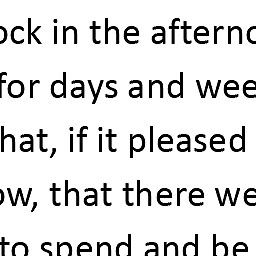 ock in the afterno
for days and wee
hat, if it pleased
ow, that there we
to spend and be